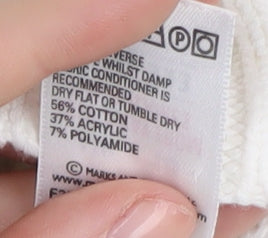 VERSE
WHILST DAMP
RIC CONDITIONER IS
RECOMMENDED
DRY FLAT OR TUMBLE DRY
56% COTTON
37% ACRYLIC
7% POLYAMIDE
© MARKS AN
www.m